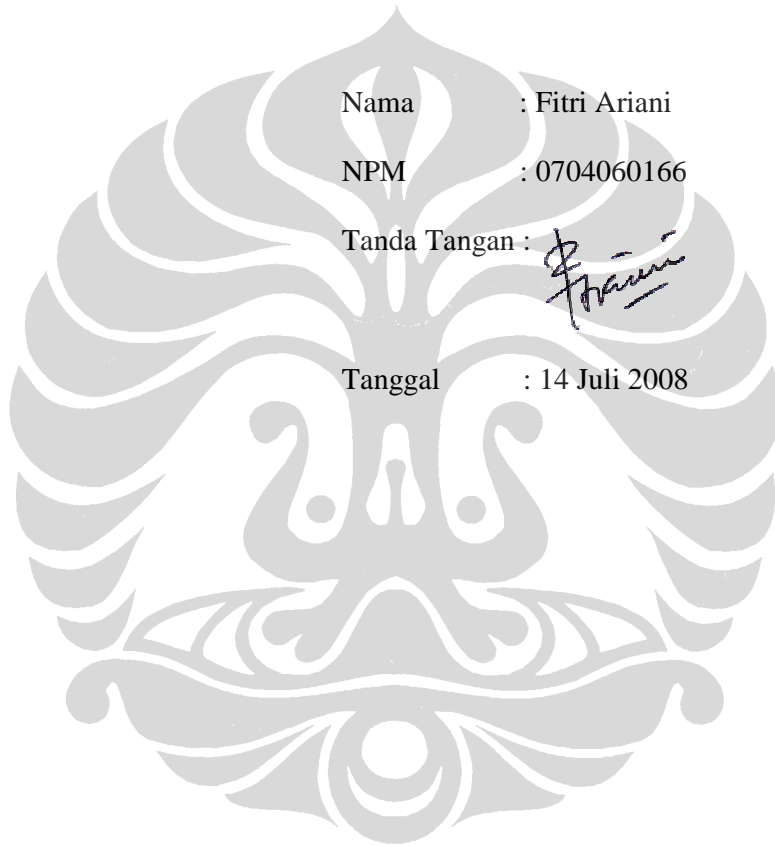 Nama : Fitri Ariani
NPM : 0704060166
Tanda Tangan :
Tanggal : 14 Juli 2008